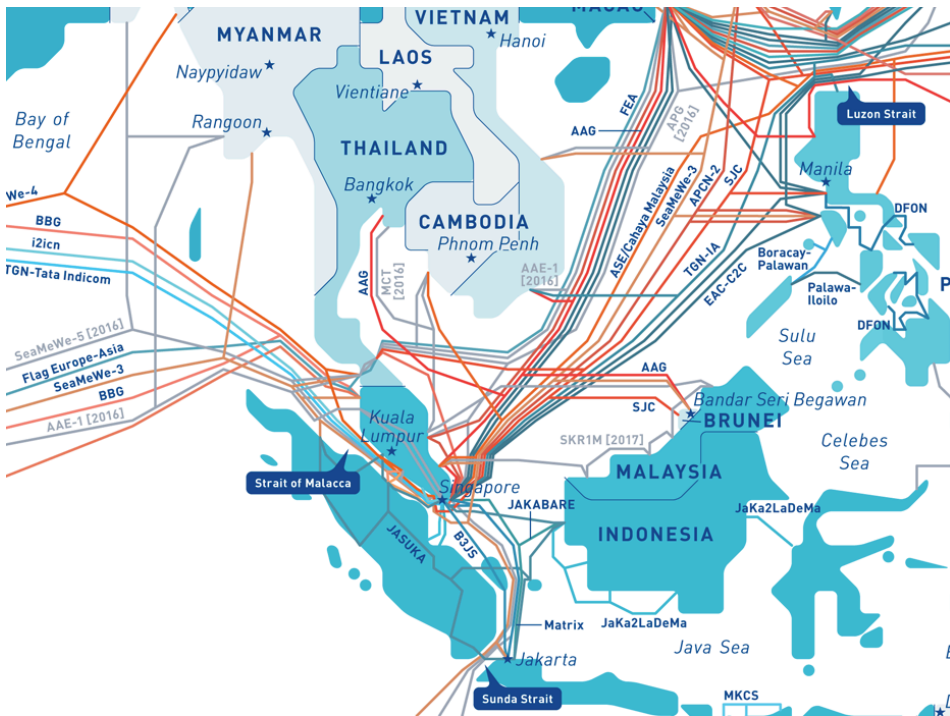 MYANMAR
VIETNAM
MACAU
Hanoi
LAOS
Naypyidaw
Vientiane
Bay of
Bengal
Rangoon
THAILAND
Bangkok
CAMBODIA
Phnom Penh
FEA
AAG
APG
[2016]
Luzon Strait
Manila
We-4
BBG
i2icn
TGN-Tata Indicom
AAG
MCT
[2016]
AAE-1
[2016]
ASE/Cahaya Malaysia
SeaMeWe-3
APCN-2
SJC
TGN-IA
EAC-C2C
DFON
Boracay-
Palawan
Palawa-
Iloilo
DFON
P
Sulu
Sea
SeaMeWe-5 [2016]
Flag Europe-Asia
SeaMeWe-3
BBG
AAE-1 [2016]
AAG
SJC
Bandar Seri Begawan
BRUNEI
Kuala
Lumpur
SKR1M [2017]
MALAYSIA
Celebes
Sea
Strait of Malacca
Singapore
JAKABARE
JaKa2LaDeMa
INDONESIA
JASUKA
B3JS
Matrix
JaKa2LaDeMa
Java Sea
Jakarta
Sunda Strait
MKCS